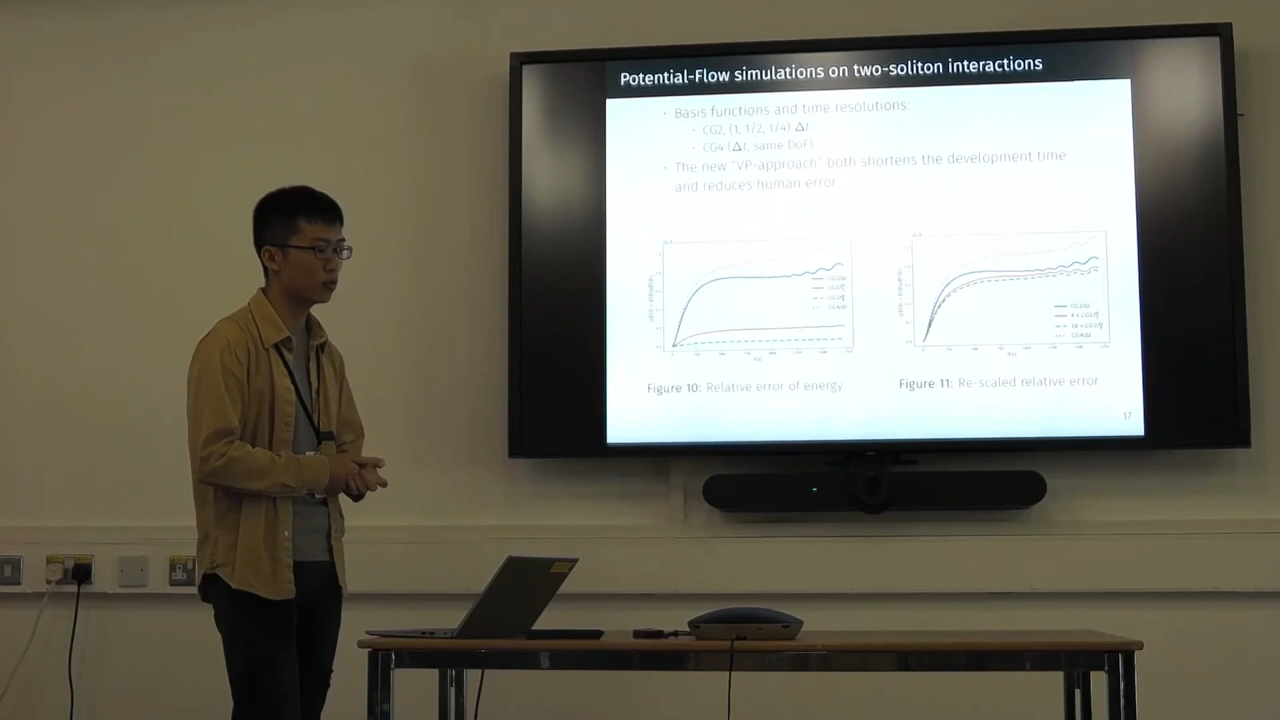 Potential-Flow simulations on two-soliton interactions
· Basis functions and time resolutions:
· CG2, (1, 1/2, 1/4) Δt
· CG4 (Δt, same DoF)
· The new "VP-approach" both shortens the development time
and reduces human error
Figure 10: Relative error of energy
Figure 11: Re-scaled relative error
17